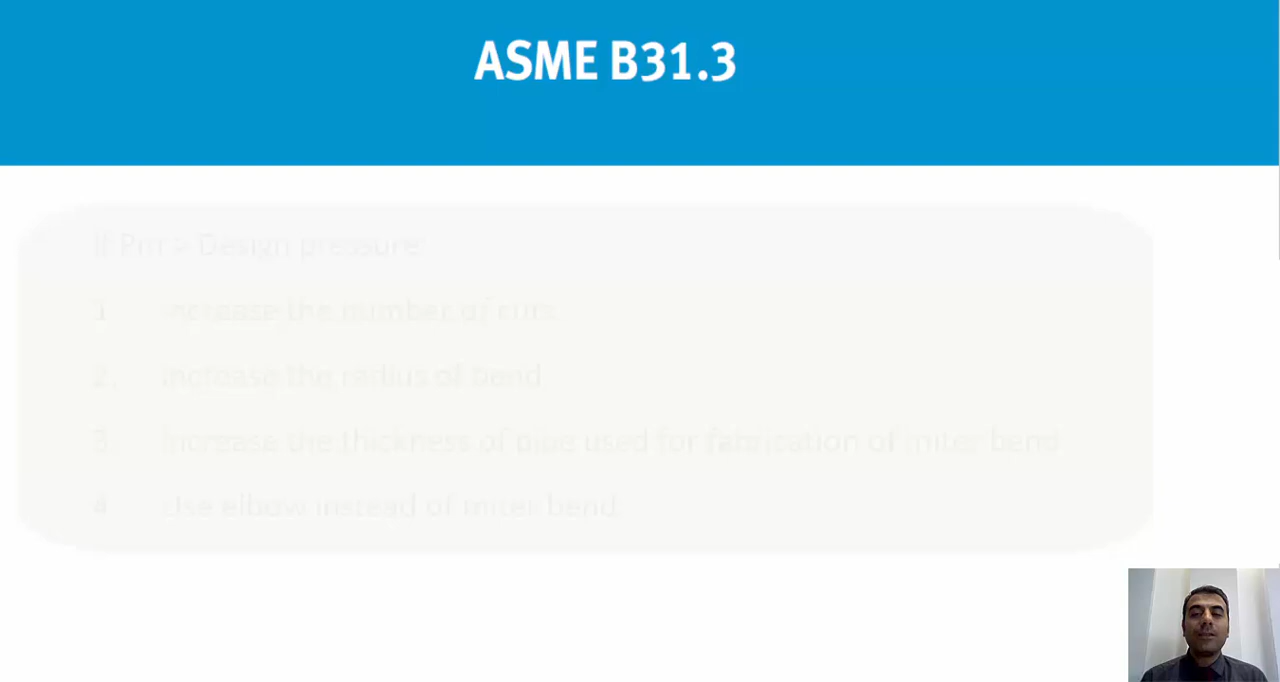 ASME B31.3
If Pm > Design pressure
1. Increase the number of cuts
2. Increase the radius of bend
3. Increase the thickness of pipe used for fabrication of miter bend
4. Use elbow instead of miter bend